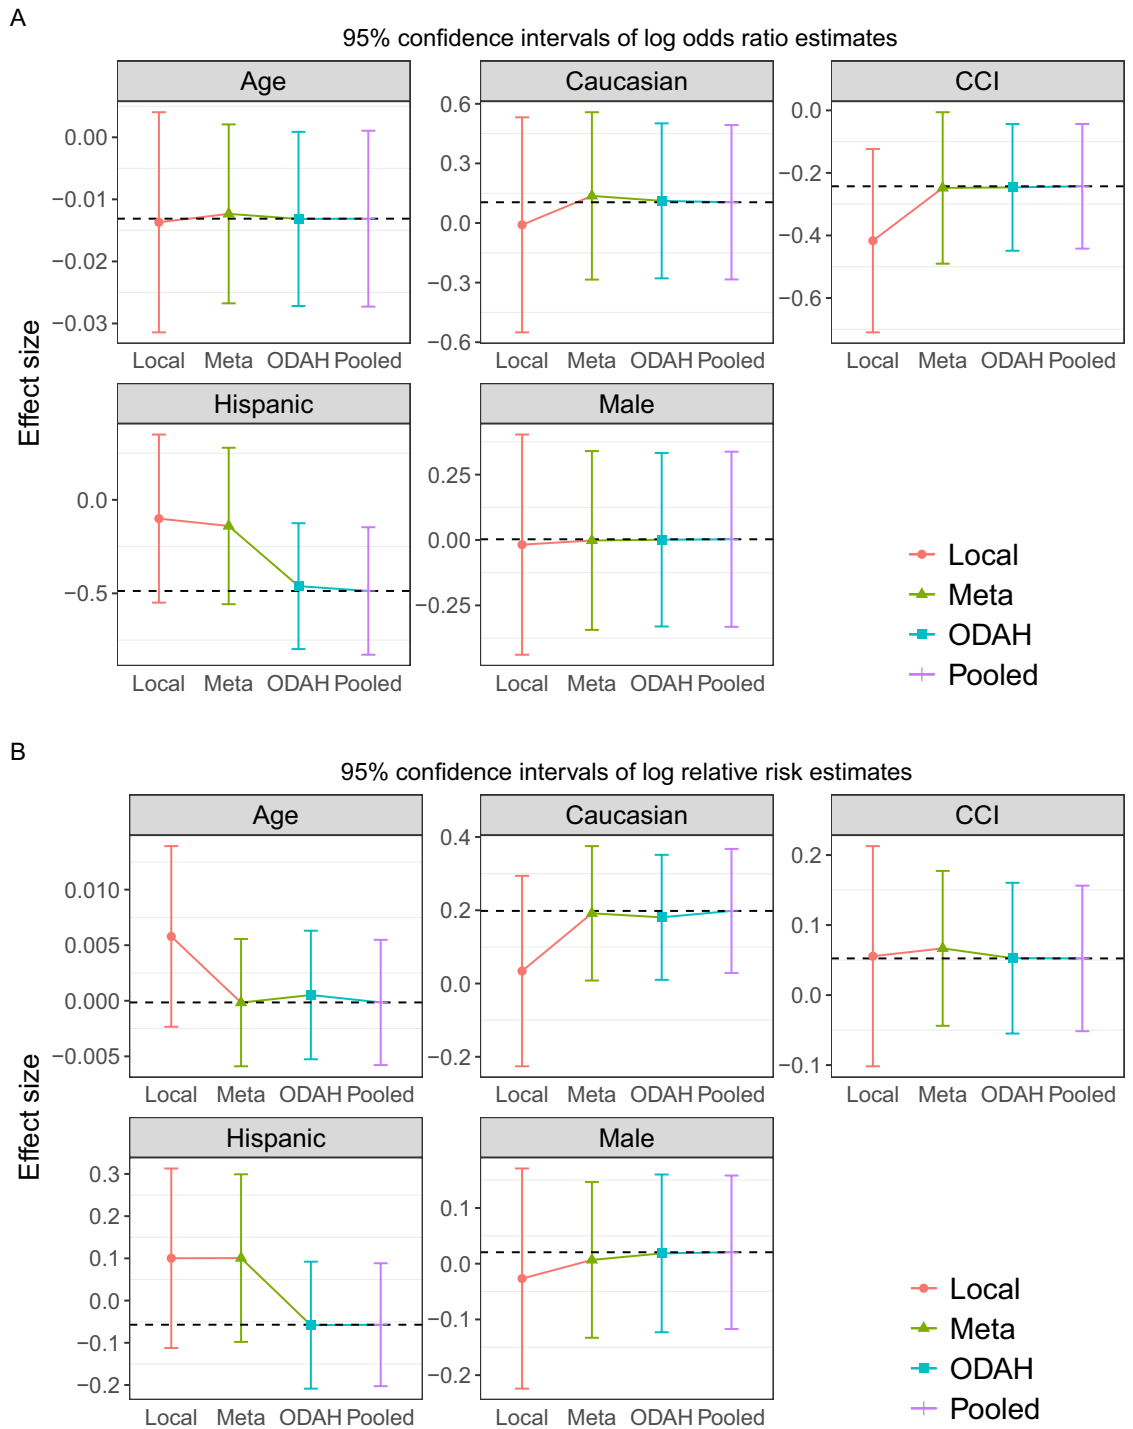 A
95% confidence intervals of log odds ratio estimates
Age
Caucasian
CCI
0.00
−0.01
−0.02
−0.03
0.6
0.3
0.0
−0.3
−0.6
0.0
−0.2
−0.4
−0.6
Local Meta ODAH Pooled
Local Meta ODAH Pooled
Local Meta ODAH Pooled
Effect size
Hispanic
Male
0.0
−0.5
0.25
0.00
−0.25
Local Meta ODAH Pooled
Local Meta ODAH Pooled
Local
Meta
ODAH
Pooled
B
95% confidence intervals of log relative risk estimates
Age
Caucasian
CCI
0.010
0.005
0.000
−0.005
0.4
0.2
0.0
−0.2
0.2
0.1
0.0
−0.1
Local Meta ODAH Pooled
Local Meta ODAH Pooled
Local Meta ODAH Pooled
Effect size
Hispanic
Male
0.3
0.2
0.1
0.0
−0.1
−0.2
0.1
0.0
−0.1
−0.2
Local Meta ODAH Pooled
Local Meta ODAH Pooled
Local
Meta
ODAH
Pooled